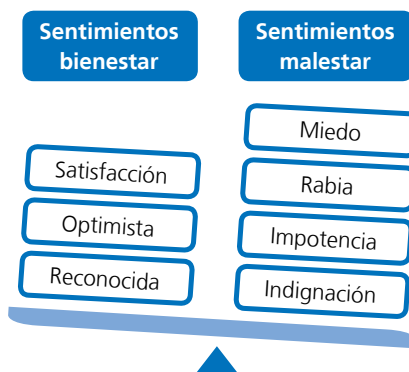 Sentimientos
bienestar
Sentimientos
malestar
Satisfacción
Optimista
Reconocida
Miedo
Rabia
Impotencia
Indignación